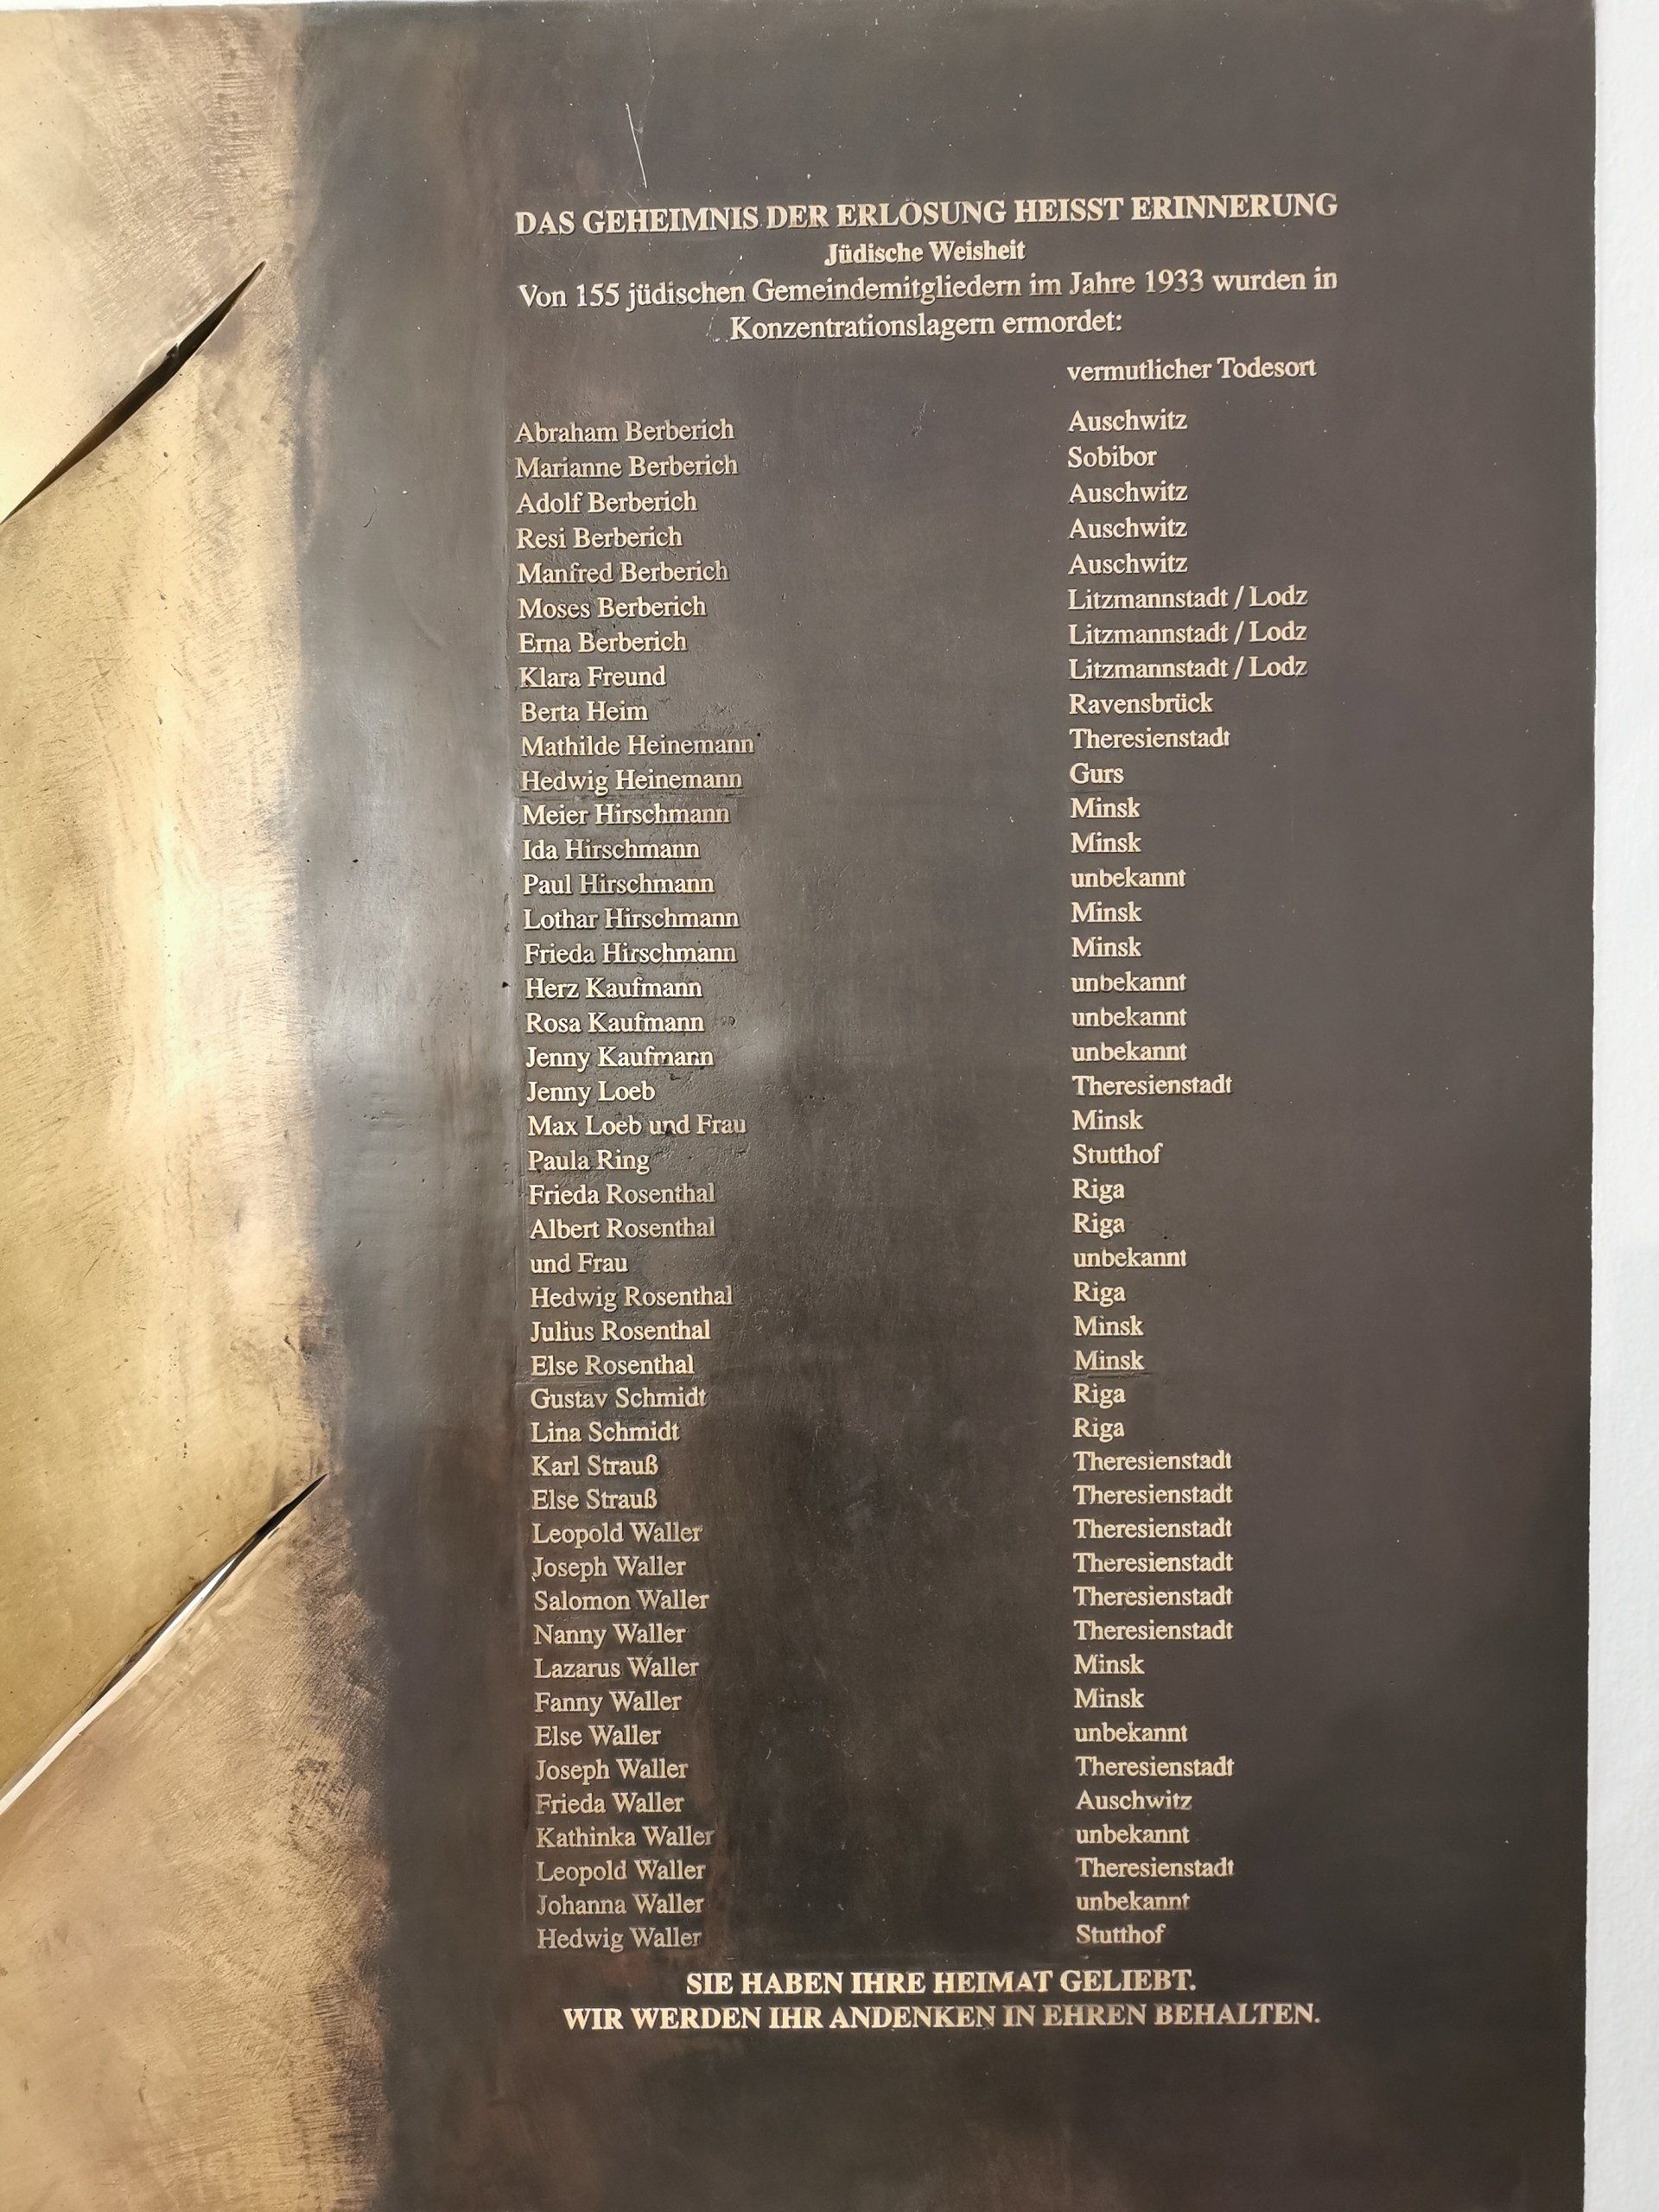 DAS GEHEIMNIS DER ERLÖSUNG HEISST ERINNERUNG
Jüdische Weisheit
Von 155 jüdischen Gemeindemitgliedern im Jahre 1933 wurden in
Konzentrationslagern ermordet:
vermutlicher Todesort
Abraham Berberich Auschwitz
Marianne Berberich Sobibor
Adolf Berberich Auschwitz
Resi Berberich Auschwitz
Manfred Berberich Auschwitz
Moses Berberich Litzmannstadt / Lodz
Erna Berberich Litzmannstadt / Lodz
Klara Freund Litzmannstadt / Lodz
Berta Heim Ravensbrück
Mathilde Heinemann Theresienstadt
Hedwig Heinemann Gurs
Meier Hirschmann Minsk
Ida Hirschmann Minsk
Paul Hirschmann unbekannt
Lothar Hirschmann Minsk
Frieda Hirschmann Minsk
Herz Kaufmann unbekannt
Rosa Kaufmann unbekannt
Jenny Kaufmann unbekannt
Jenny Loeb Theresienstadt
Max Loeb und Frau Minsk
Paula Ring Stutthof
Frieda Rosenthal Riga
Albert Rosenthal Riga
und Frau unbekannt
Hedwig Rosenthal Riga
Julius Rosenthal Minsk
Else Rosenthal Minsk
Gustav Schmidt Riga
Lina Schmidt Riga
Karl Strauß Theresienstadt
Else Strauß Theresienstadt
Leopold Waller Theresienstadt
Joseph Waller Theresienstadt
Salomon Waller Theresienstadt
Nanny Waller Theresienstadt
Lazarus Waller Minsk
Fanny Waller Minsk
Else Waller unbekannt
Joseph Waller Theresienstadt
Frieda Waller Auschwitz
Kathinka Waller unbekannt
Leopold Waller Theresienstadt
Johanna Waller unbekannt
Hedwig Waller Stutthof
SIE HABEN IHRE HEIMAT GELIEBT.
WIR WERDEN IHR ANDENKEN IN EHREN BEHALTEN.